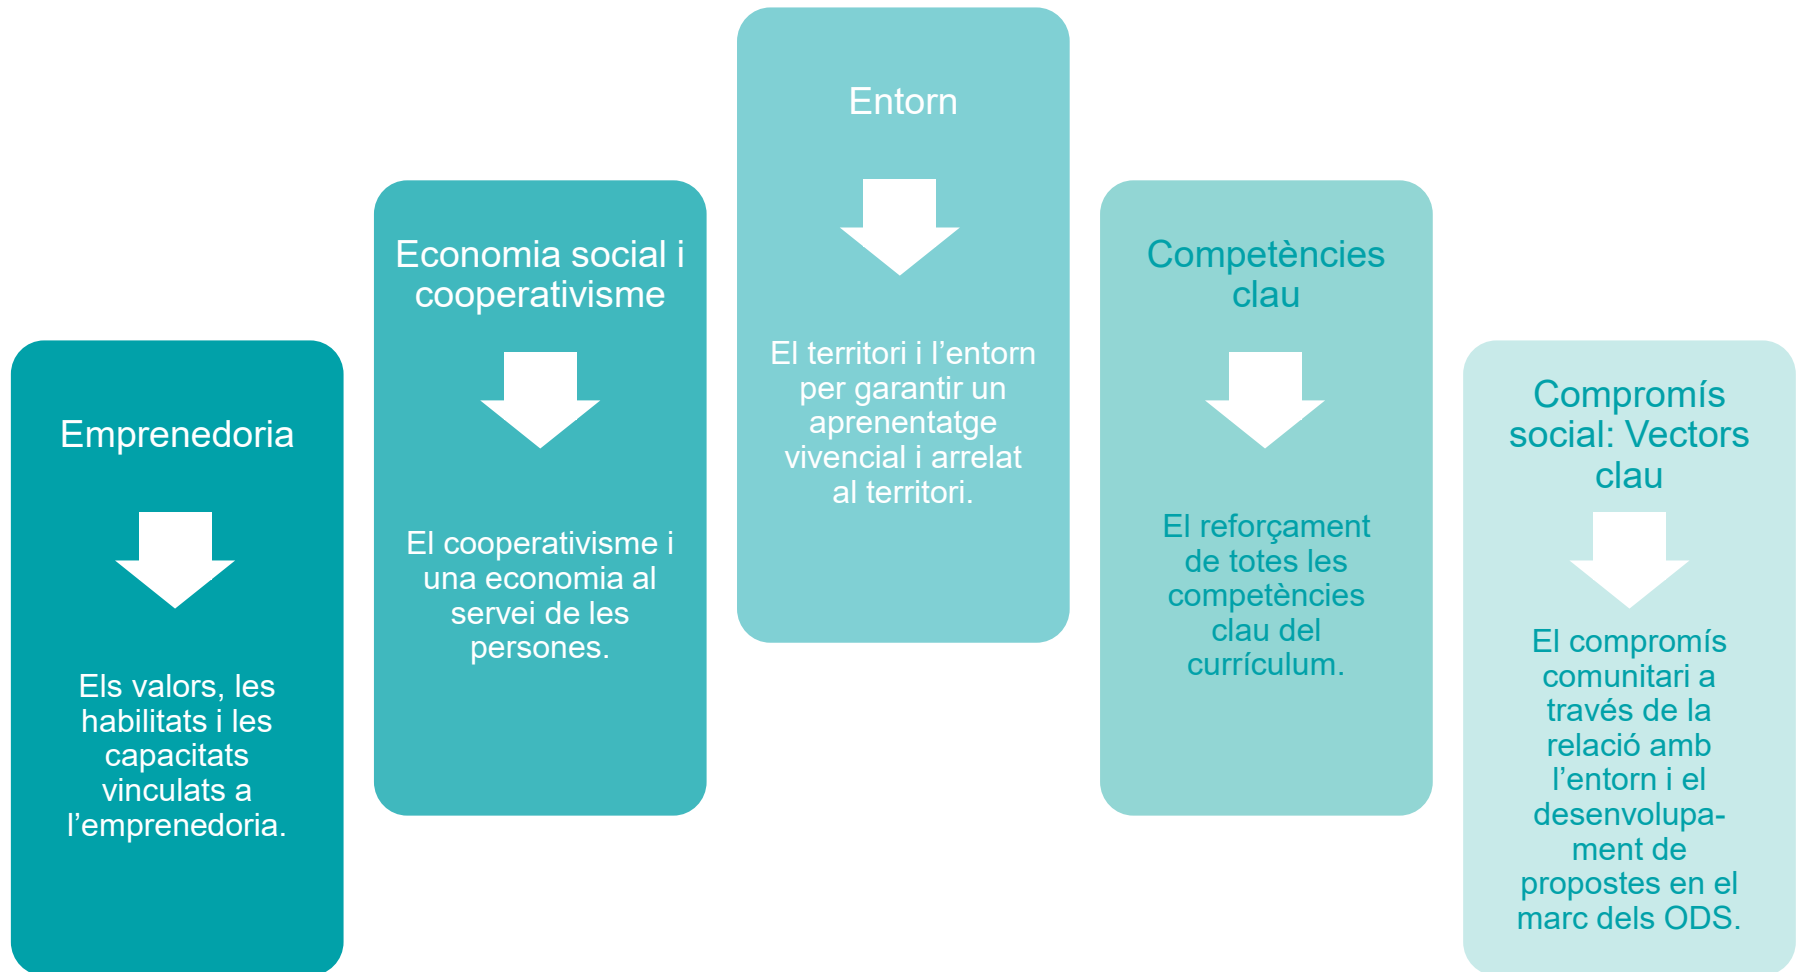 Emprenedoria
Els valors, les
habilitats i les
capacitats
vinculats a
l’emprenedoria.
Economia social i
cooperativisme
El cooperativisme i
una economia al
servei de les
persones.
Entorn
El territori i l’entorn
per garantir un
aprenentatge
vivencial i arrelat
al territori.
Competències
clau
El reforçament
de totes les
competències
clau del
currículum.
Compromís
social: Vectors
clau
El compromís
comunitari a
través de la
relació amb
l’entorn i el
desenvolupa-
ment de
propostes en el
marc dels ODS.